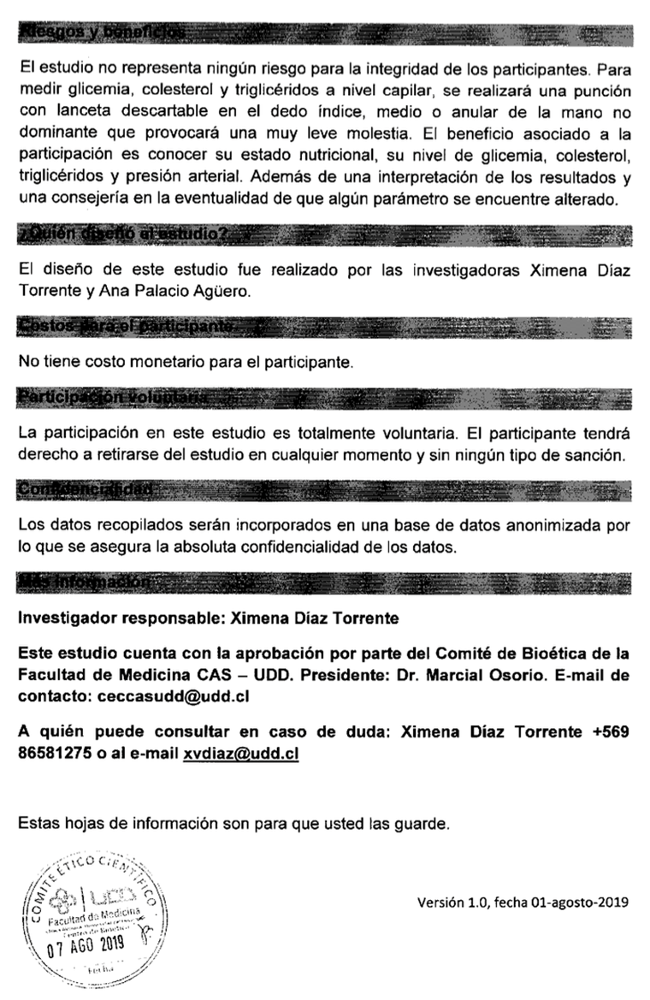 Riesgos y beneficios
El estudio no representa ningún riesgo para la integridad de los participantes. Para
medir glicemia, colesterol y triglicéridos a nivel capilar, se realizará una punción
con lanceta descartable en el dedo índice, medio o anular de la mano no
dominante que provocará una muy leve molestia. El beneficio asociado a la
participación es conocer su estado nutricional, su nivel de glicemia, colesterol,
triglicéridos y presión arterial. Además de una interpretación de los resultados y
una consejería en la eventualidad de que algún parámetro se encuentre alterado.
¿Quién diseñó el estudio?
El diseño de este estudio fue realizado por las investigadoras Ximena Díaz
Torrente y Ana Palacio Agüero.
Costos para el participante
No tiene costo monetario para el participante.
Participación voluntaria
La participación en este estudio es totalmente voluntaria. El participante tendrá
derecho a retirarse del estudio en cualquier momento y sin ningún tipo de sanción.
Confidencialidad
Los datos recopilados serán incorporados en una base de datos anonimizada por
lo que se asegura la absoluta confidencialidad de los datos.
Más información
Investigador responsable: Ximena Díaz Torrente
Este estudio cuenta con la aprobación por parte del Comité de Bioética de la
Facultad de Medicina CAS – UDD. Presidente: Dr. Marcial Osorio. E-mail de
contacto: ceccasudd@udd.cl
A quién puede consultar en caso de duda: Ximena Díaz Torrente +569
86581275 o al e-mail xvdiaz@udd.cl
Estas hojas de información son para que usted las guarde.
COMITE ÉTICO CIENTÍFICO
UDD
Facultad de Medicina
07 AGO 2019
Fecha
Versión 1.0, fecha 01-agosto-2019